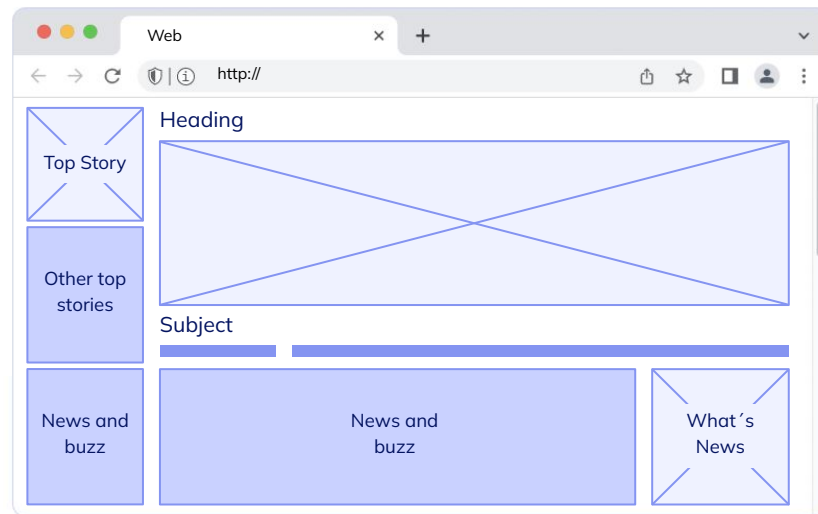 Web
http://
Top Story
Other top
stories
News and
buzz
Heading
Subject
News and
buzz
What´s
News